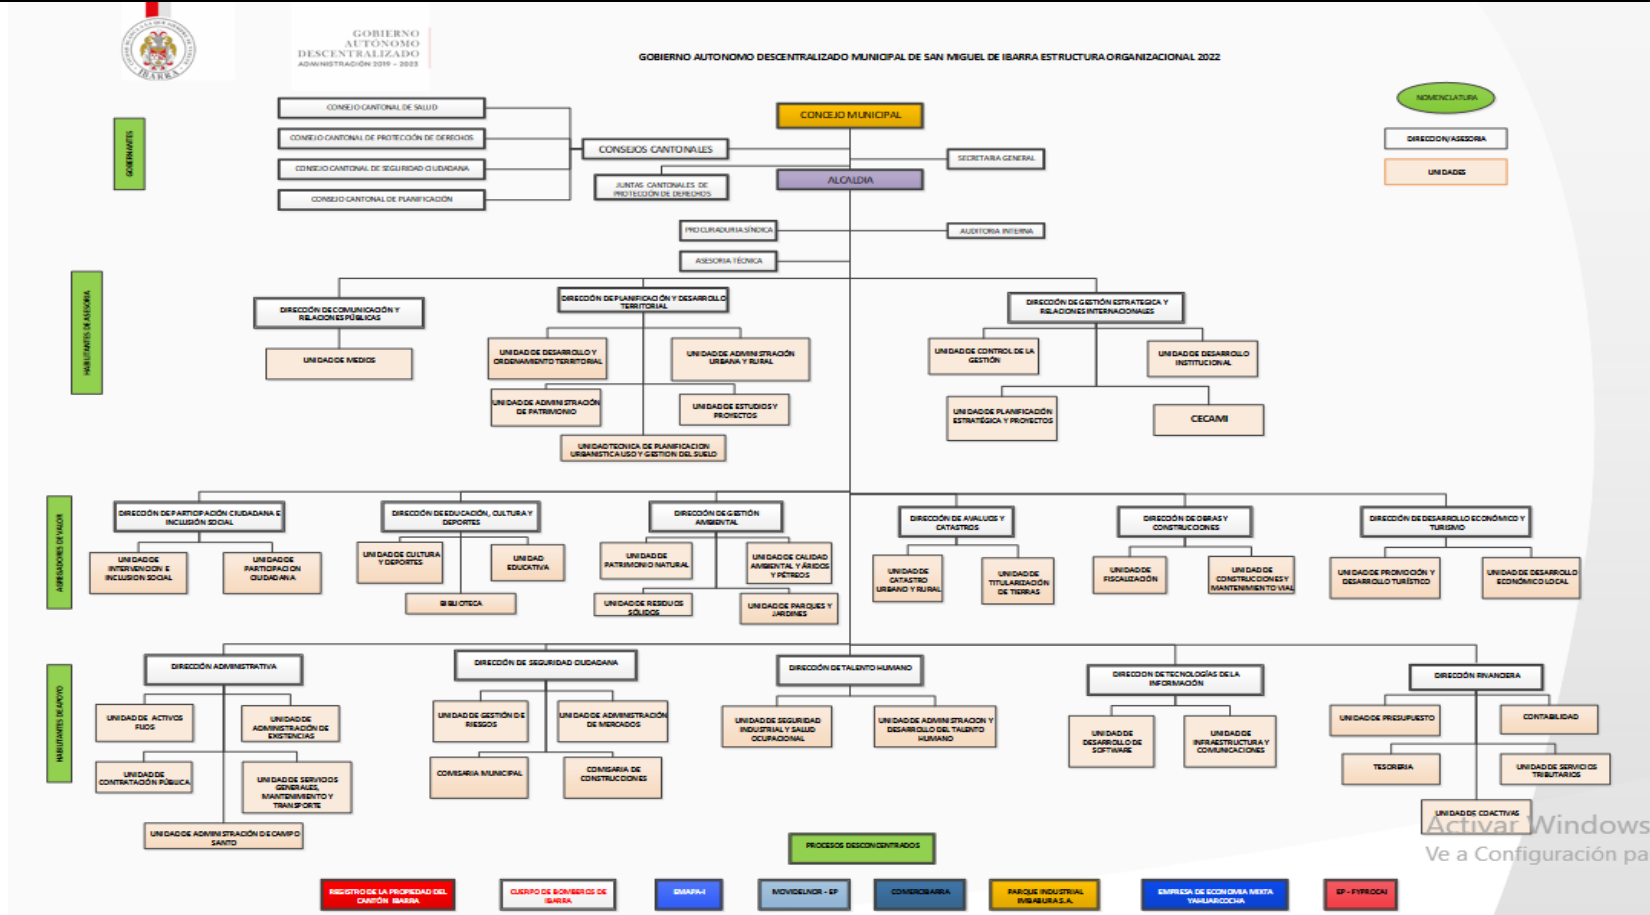 GOBIERNO
AUTÓNOMO
DESCENTRALIZADO
ADMINISTRACIÓN 2019 - 2023
IBARRA
GOBIERNO AUTONOMO DESCENTRALIZADO MUNICIPAL DE SAN MIGUEL DE IBARRA ESTRUCTURA ORGANIZACIONAL 2022
NOMENCLATURA
DIRECCION/ASESORIA
UNIDADES
GOBERNANTES
CONSEJO CANTONAL DE SALUD
CONSEJO CANTONAL DE PROTECCIÓN DE DERECHOS
CONSEJO CANTONAL DE SEGURIDAD CIUDADANA
CONSEJO CANTONAL DE PLANIFICACIÓN
CONSEJOS CANTONALES
JUNTAS CANTONALES DE
PROTECCIÓN DE DERECHOS
CONCEJO MUNICIPAL
SECRETARIA GENERAL
ALCALDIA
PROCURADURIA SÍNDICA
AUDITORIA INTERNA
ASESORIA TÉCNICA
HABILITANTES DE ASESORIA
DIRECCIÓN DE COMUNICACIÓN Y
RELACIONES PÚBLICAS
UNIDAD DE MEDIOS
DIRECCIÓN DE PLANIFICACIÓN Y DESARROLLO
TERRITORIAL
UNIDAD DE DESARROLLO Y
ORDENAMIENTO TERRITORIAL
UNIDAD DE ADMINISTRACIÓN
URBANA Y RURAL
UNIDAD DE ADMINISTRACIÓN
DE PATRIMONIO
UNIDAD DE ESTUDIOS Y
PROYECTOS
UNIDAD TECNICA DE PLANIFICACION
URBANISTICA USO Y GESTION DEL SUELO
DIRECCIÓN DE GESTIÓN ESTRATEGICA Y
RELACIONES INTERNACIONALES
UNIDAD DE CONTROL DE LA
GESTIÓN
UNIDAD DE DESARROLLO
INSTITUCIONAL
UNIDAD DE PLANIFICACIÓN
ESTRATÉGICA Y PROYECTOS
CECAMI
AGREGADORES DE VALOR
DIRECCIÓN DE PARTICIPACIÓN CIUDADANA E
INCLUSIÓN SOCIAL
UNIDAD DE
INTERVENCION E
INCLUSION SOCIAL
UNIDAD DE
PARTICIPACION
CIUDADANA
DIRECCIÓN DE EDUCACIÓN, CULTURA Y
DEPORTES
UNIDAD DE CULTURA
Y DEPORTES
UNIDAD
EDUCATIVA
BIBLIOTECA
DIRECCIÓN DE GESTIÓN
AMBIENTAL
UNIDAD DE
PATRIMONIO NATURAL
UNIDAD DE CALIDAD
AMBIENTAL Y ÁRIDOS
Y PÉTREOS
UNIDAD DE RESIDUOS
SÓLIDOS
UNIDAD DE PARQUES Y
JARDINES
DIRECCIÓN DE AVALUOS Y
CATASTROS
UNIDAD DE
CATASTRO
URBANO Y RURAL
UNIDAD DE
TITULARIZACIÓN
DE TIERRAS
DIRECCIÓN DE OBRAS Y
CONSTRUCCIONES
UNIDAD DE
FISCALIZACIÓN
UNIDAD DE
CONSTRUCCIONES Y
MANTENIMIENTO VIAL
DIRECCIÓN DE DESARROLLO ECONÓMICO Y
TURISMO
UNIDAD DE PROMOCIÓN Y
DESARROLLO TURÍSTICO
UNIDAD DE DESARROLLO
ECONÓMICO LOCAL
HABILITANTES DE APOYO
DIRECCIÓN ADMINISTRATIVA
UNIDAD DE ACTIVOS
FIJOS
UNIDAD DE
ADMINISTRACIÓN DE
EXISTENCIAS
UNIDAD DE
CONTRATACIÓN PÚBLICA
UNIDAD DE SERVICIOS
GENERALES,
MANTENIMIENTO Y
TRANSPORTE
UNIDAD DE ADMINISTRACIÓN DE CAMPO
SANTO
DIRECCIÓN DE SEGURIDAD CIUDADANA
UNIDAD DE GESTIÓN DE
RIESGOS
UNIDAD DE ADMINISTRACIÓN
DE MERCADOS
COMISARIA MUNICIPAL
COMISARIA DE
CONSTRUCCIONES
DIRECCIÓN DE TALENTO HUMANO
UNIDAD DE SEGURIDAD
INDUSTRIAL Y SALUD
OCUPACIONAL
UNIDAD DE ADMINISTRACION Y
DESARROLLO DEL TALENTO
HUMANO
DIRECCION DE TECNOLOGÍAS DE LA
INFORMACIÓN
UNIDAD DE
DESARROLLO DE
SOFTWARE
UNIDAD DE
INFRAESTRUCTURA Y
COMUNICACIONES
DIRECCIÓN FINANCIERA
UNIDAD DE PRESUPUESTO
CONTABILIDAD
TESORERIA
UNIDAD DE SERVICIOS
TRIBUTARIOS
UNIDAD DE COACTIVAS
Activar Windows
Ve a Configuración pa
PROCESOS DESCONCENTRADOS
REGISTRO DE LA PROPIEDAD DEL
CANTÓN IBARRA
CUERPO DE BOMBEROS DE
IBARRA
EMAPA-I
MOVIDELNOR - EP
COMERCIBARRA
PARQUE INDUSTRIAL
IMBABURA S.A.
EMPRESA DE ECONOMIA MIXTA
YAHUARCOCHA
EP - FYPROCAI